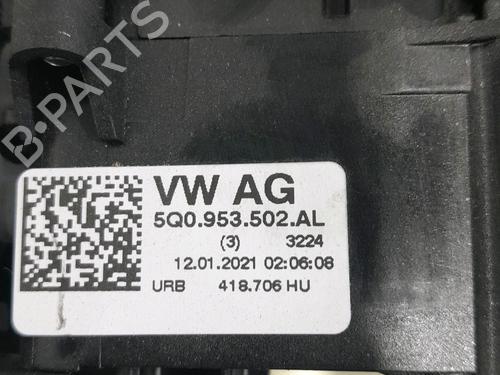 B-PARTS
VW AG
5Q0.953.502.AL
(3) 3224
12.01.2021 02:06:08
URB 418.706 HU